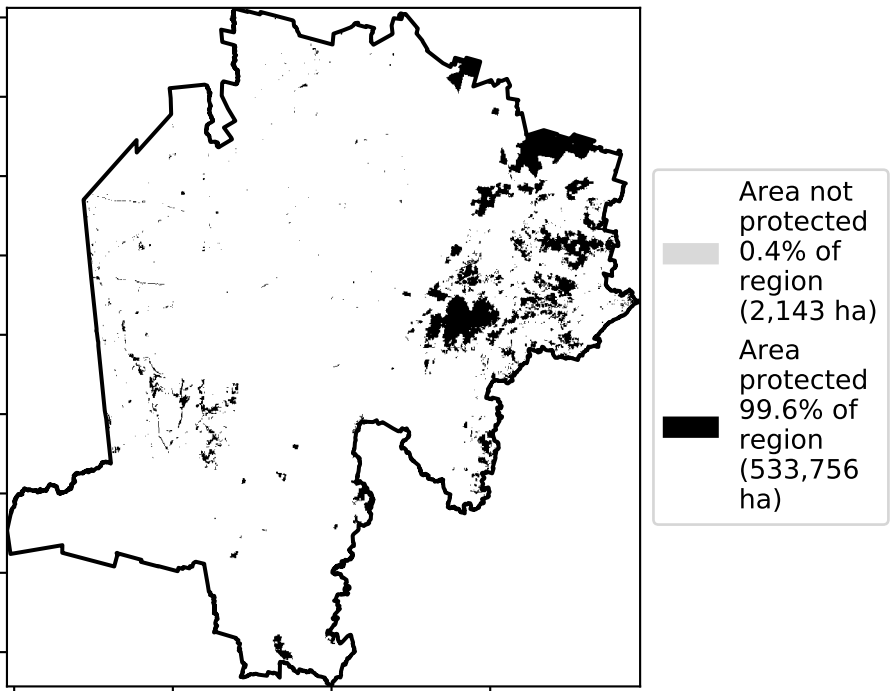 Area not
protected
0.4% of
region
(2,143 ha)
Area
protected
99.6% of
region
(533,756
ha)